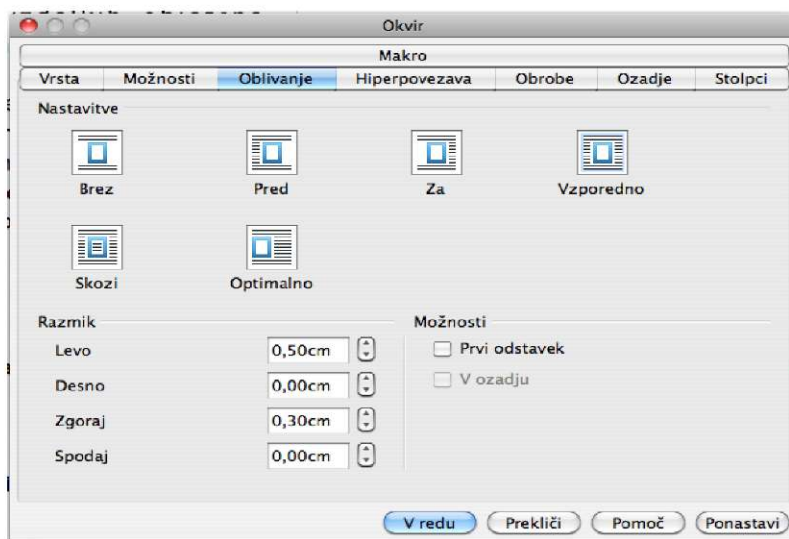 Okvir
Makro
Vrsta Možnosti Oblivanje Hiperpovezava Obrobe Ozadje Stolpci
Nastavitve
Brez Pred Za Vzporedno
Skozi Optimalno
Razmik Možnosti
Levo 0,50cm Prvi odstavek
Desno 0,00cm V ozadju
Zgoraj 0,30cm
Spodaj 0,00cm
V redu Prekliči Pomoč Ponastavi